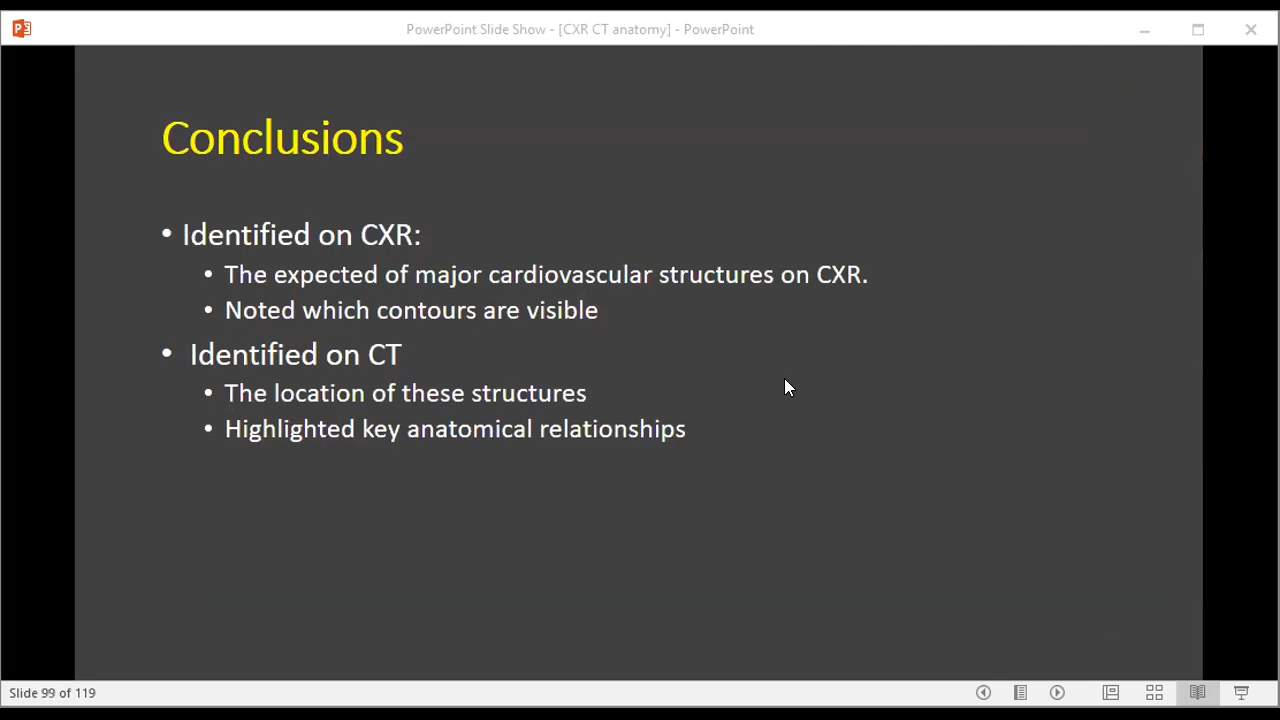 PowerPoint Slide Show - [CXR CT anatomy] - PowerPoint
Conclusions
• Identified on CXR:
• The expected of major cardiovascular structures on CXR.
• Noted which contours are visible
• Identified on CT
• The location of these structures
• Highlighted key anatomical relationships
Slide 99 of 119